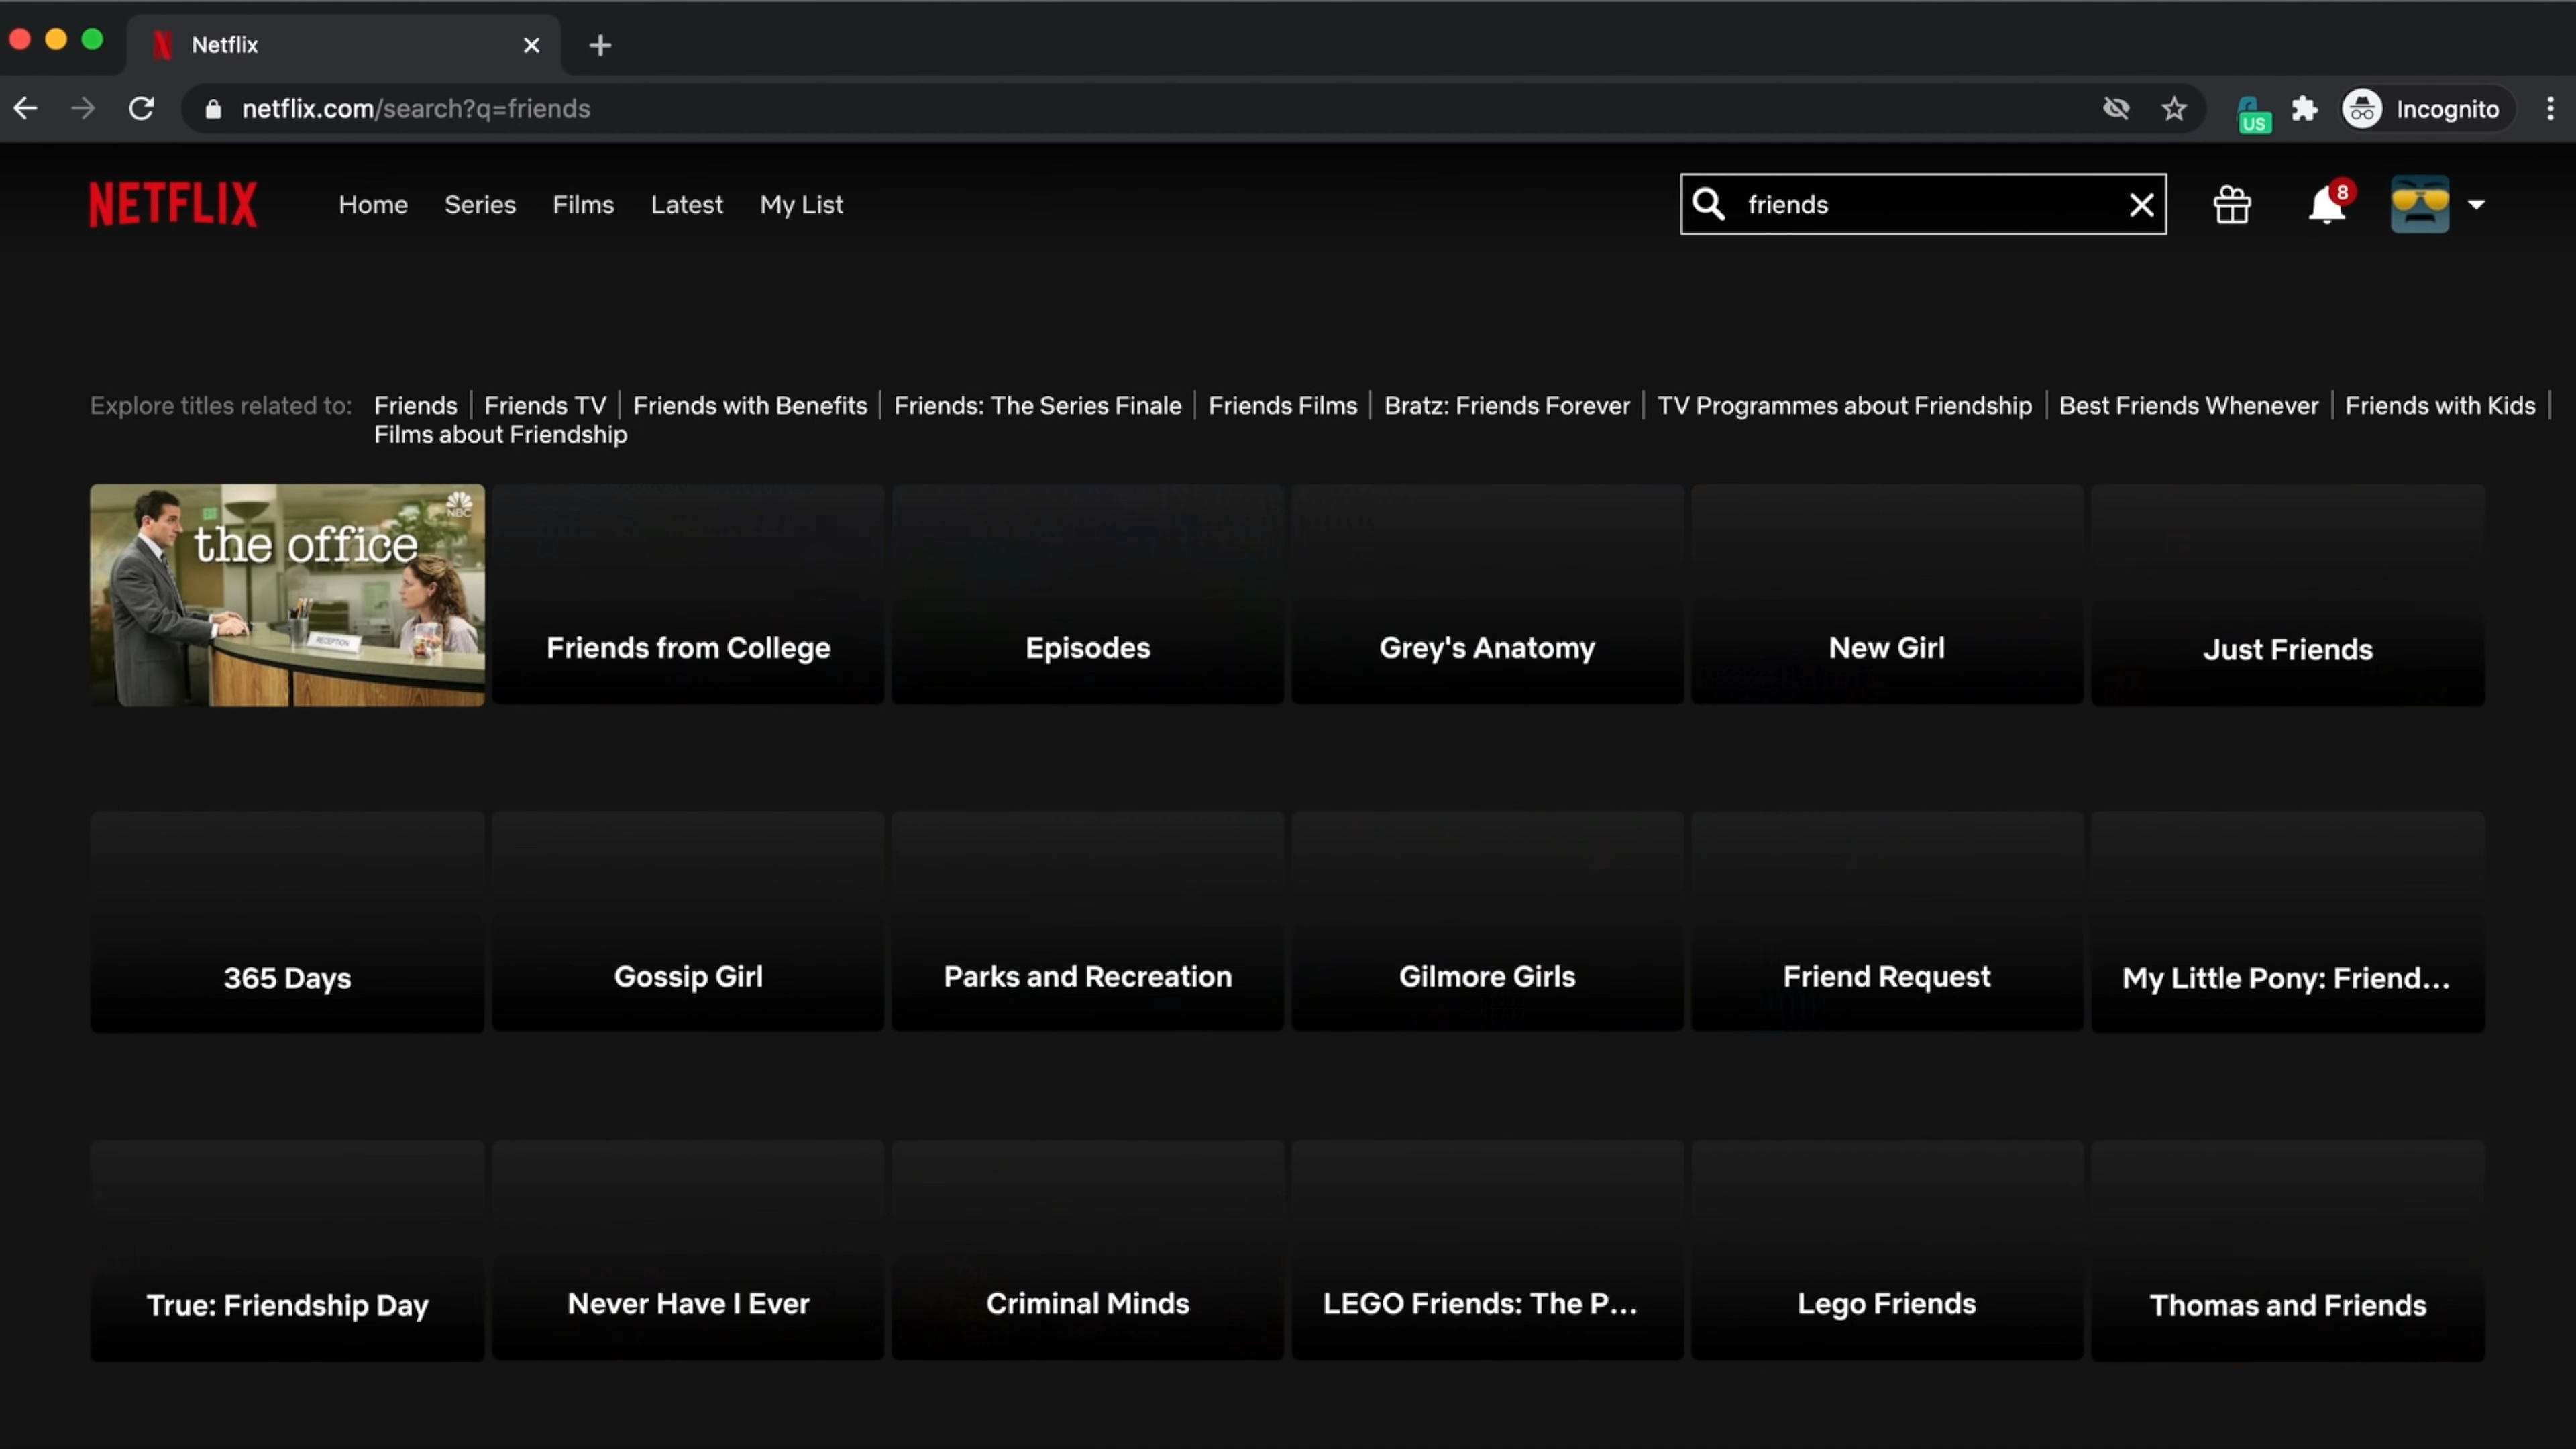 Netflix
netflix.com/search?q=friends
US
Incognito
NETFLIX
Home Series Films Latest My List
friends
8
Explore titles related to: Friends | Friends TV | Friends with Benefits | Friends: The Series Finale | Friends Films | Bratz: Friends Forever | TV Programmes about Friendship | Best Friends Whenever | Friends with Kids |
Films about Friendship
NBC
the office
RECEPTION
Friends from College
Episodes
Grey's Anatomy
New Girl
Just Friends
365 Days
Gossip Girl
Parks and Recreation
Gilmore Girls
Friend Request
My Little Pony: Friend...
True: Friendship Day
Never Have I Ever
Criminal Minds
LEGO Friends: The P...
Lego Friends
Thomas and Friends